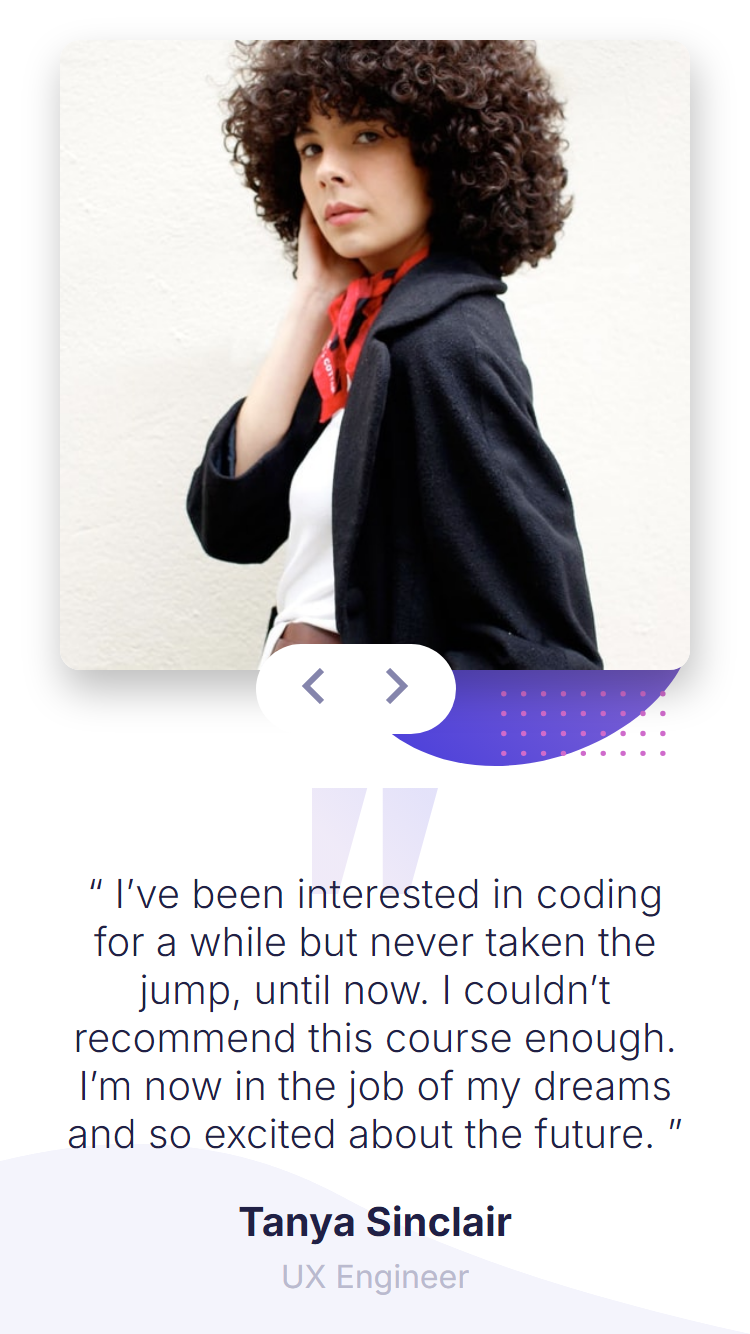 “ I’ve been interested in coding
for a while but never taken the
jump, until now. I couldn’t
recommend this course enough.
I’m now in the job of my dreams
and so excited about the future. ”
Tanya Sinclair
UX Engineer